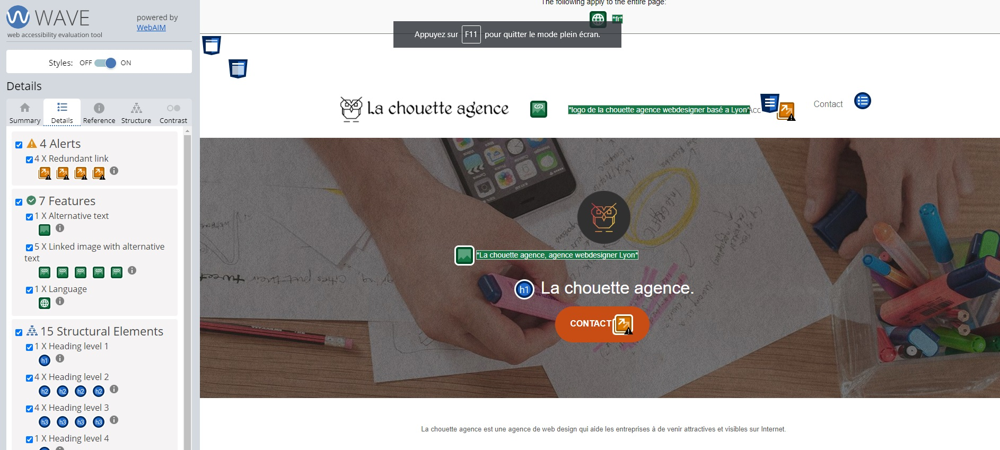 WAVE
web accessibility evaluation tool
powered by
WebAIM
Styles: OFF ON
Details
Summary Details Reference Structure Contrast
4 Alerts
4 X Redundant link
7 Features
1 X Alternative text
5 X Linked image with alternative
text
1 X Language
15 Structural Elements
1 X Heading level 1
h1
4 X Heading level 2
h2 h2 h2 h2
4 X Heading level 3
h3 h3 h3 h3
1 X Heading level 4
The following apply to the entire page:
*fr*
Appuyez sur F11 pour quitter le mode plein écran.
La chouette agence
*logo de la chouette agence webdesigner basé a Lyon*
Acc
Contact
*La chouette agence, agence webdesigner Lyon*
h1 La chouette agence.
CONTACT
La chouette agence est une agence de web design qui aide les entreprises à de venir attractives et visibles sur Internet.